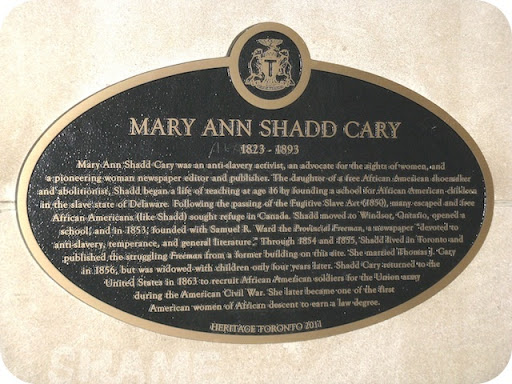 T
MARY ANN SHADD CARY
1823 - 1893
Mary Ann Shadd Cary was an anti-slavery activist, an advocate for the rights of women, and
a pioneering woman newspaper editor and publisher. The daughter of a free African American shoemaker
and abolitionist, Shadd began a life of teaching at age 16 by founding a school for African American children
in the slave state of Delaware. Following the passing of the Fugitive Slave Act (1850), many escaped and free
African Americans (like Shadd) sought refuge in Canada. Shadd moved to Windsor, Ontario, opened a
school, and in 1853, founded with Samuel R. Ward the Provincial Freeman, a newspaper "devoted to
anti-slavery, temperance, and general literature." Through 1854 and 1855, Shadd lived in Toronto and
published the struggling Freeman from a former building on this site. She married Thomas J. Cary
in 1856, but was widowed with children only four years later. Shadd Cary returned to the
United States in 1863 to recruit African American soldiers for the Union army
during the American Civil War. She later became one of the first
American women of African descent to earn a law degree.
HERITAGE TORONTO 2011